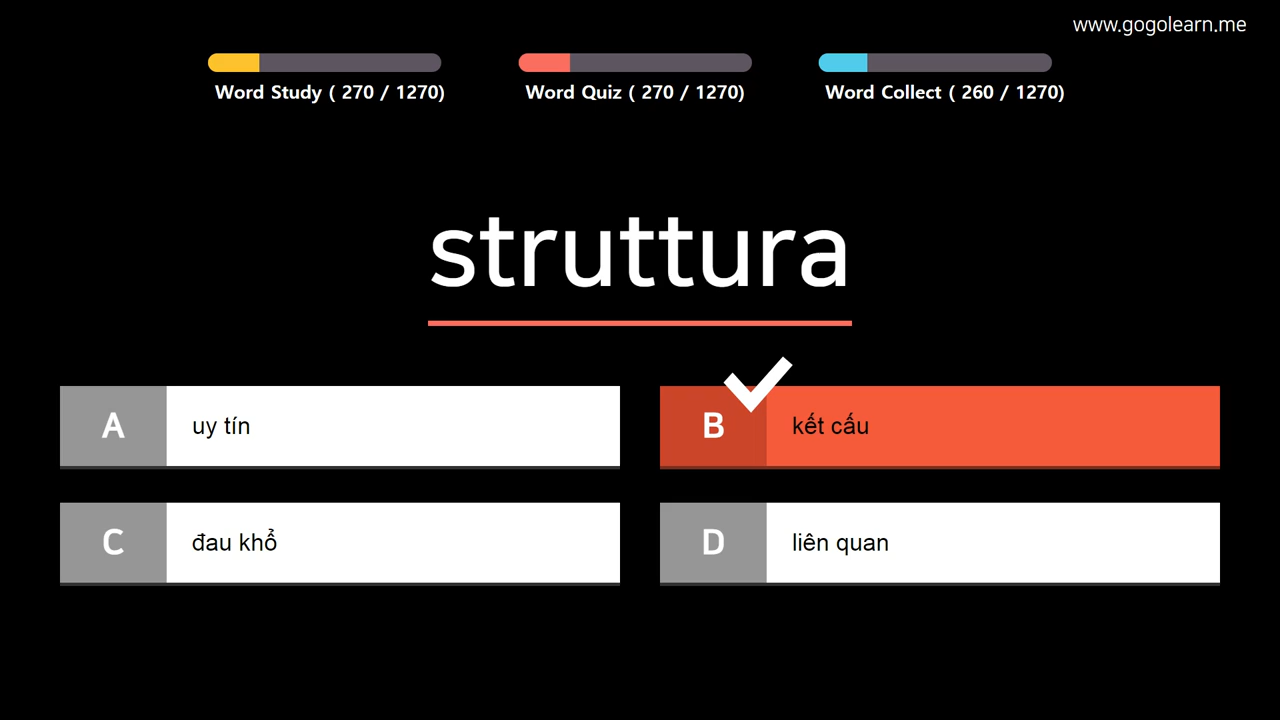 www.gogolearn.me
Word Study ( 270 / 1270)
Word Quiz ( 270 / 1270)
Word Collect ( 260 / 1270)
struttura
A
uy tín
B
kết cấu
C
đau khổ
D
liên quan